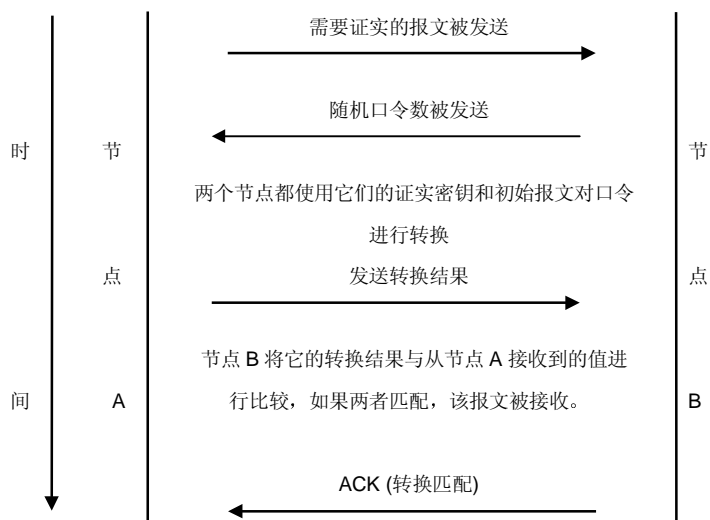 需要证实的报文被发送
随机口令数被发送
时 节 节
两个节点都使用它们的证实密钥和初始报文对口令
进行转换
点 发送转换结果 点
节点 B 将它的转换结果与从节点 A 接收到的值进
间 A 行比较，如果两者匹配，该报文被接收。 B
ACK (转换匹配)